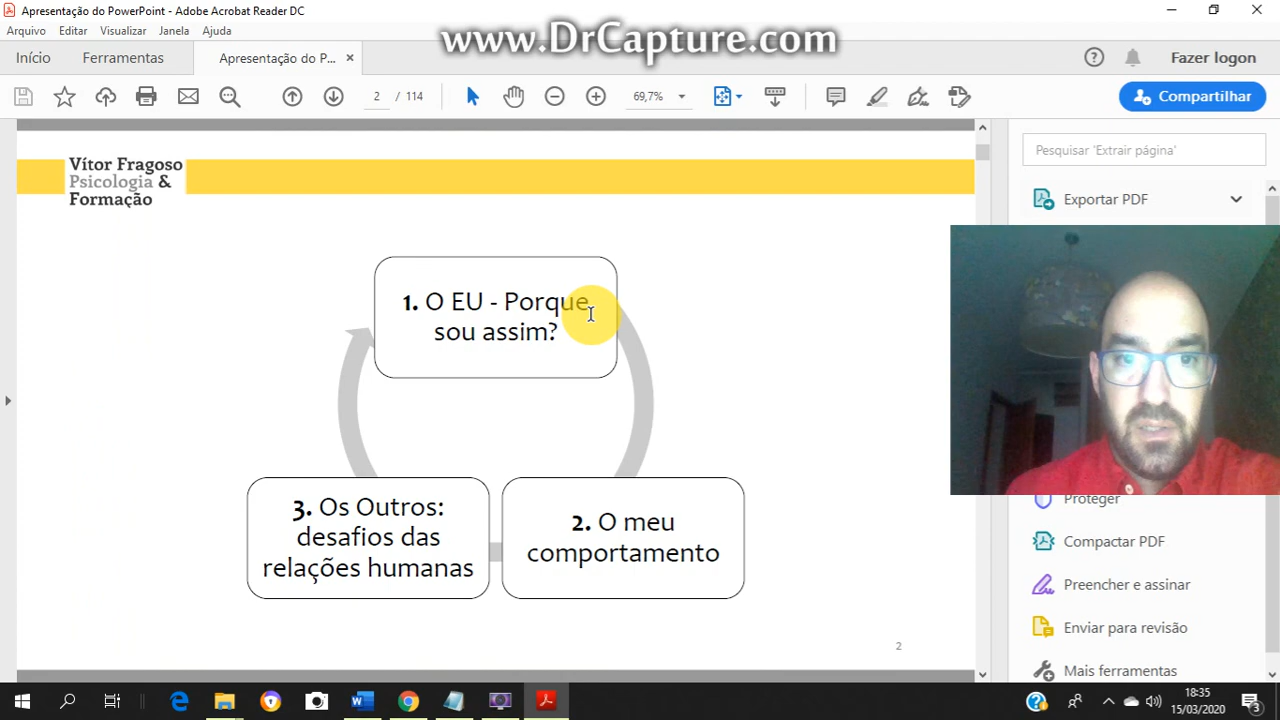 Apresentação do PowerPoint - Adobe Acrobat Reader DC
www.DrCapture.com
Arquivo Editar Visualizar Janela Ajuda
Início Ferramentas Apresentação do P... × Fazer logon
2 / 114 69,7% Compartilhar
Vítor Fragoso
Psicologia &
Formação
Pesquisar 'Extrair página'
Exportar PDF
1. O EU - Porque
sou assim?
3. Os Outros:
desafios das
relações humanas
2. O meu
comportamento
2
Proteger
Compactar PDF
Preencher e assinar
Enviar para revisão
Mais ferramentas
18:35
15/03/2020
3